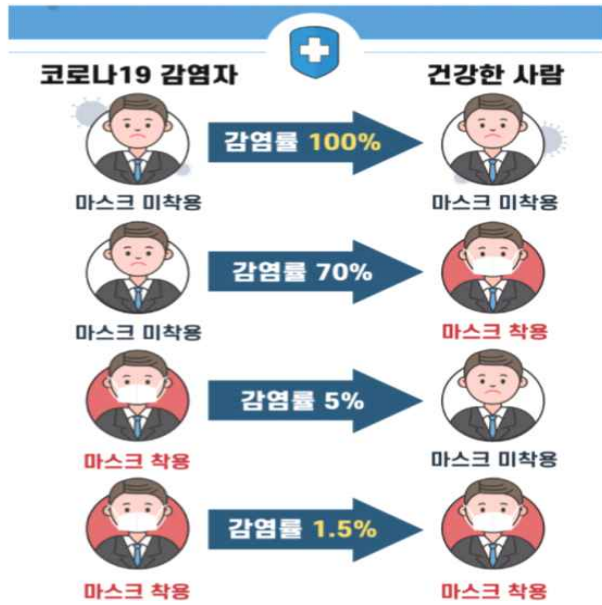 코로나19 감염자
건강한 사람
감염률 100%
마스크 미착용
마스크 미착용
감염률 70%
마스크 미착용
마스크 착용
감염률 5%
마스크 착용
마스크 미착용
감염률 1.5%
마스크 착용
마스크 착용